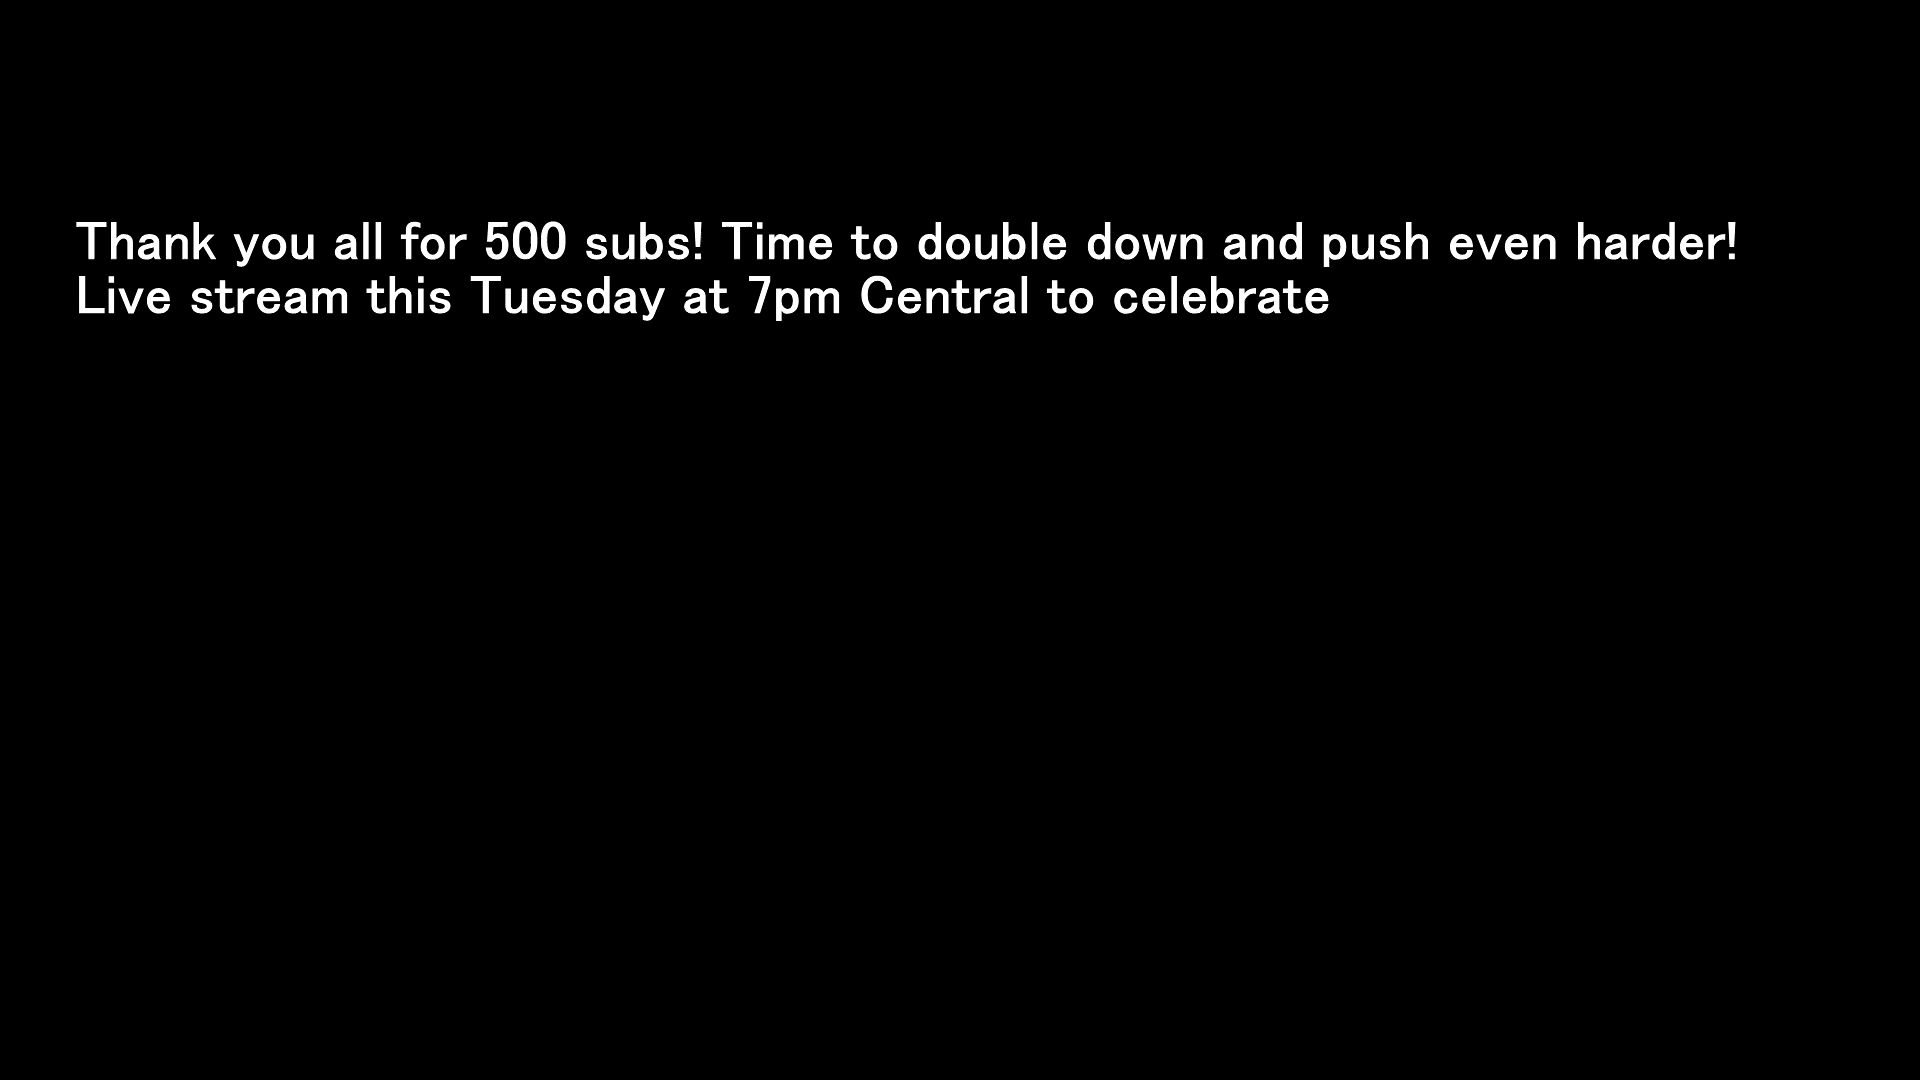 Thank you all for 500 subs! Time to double down and push even harder!
Live stream this Tuesday at 7pm Central to celebrate